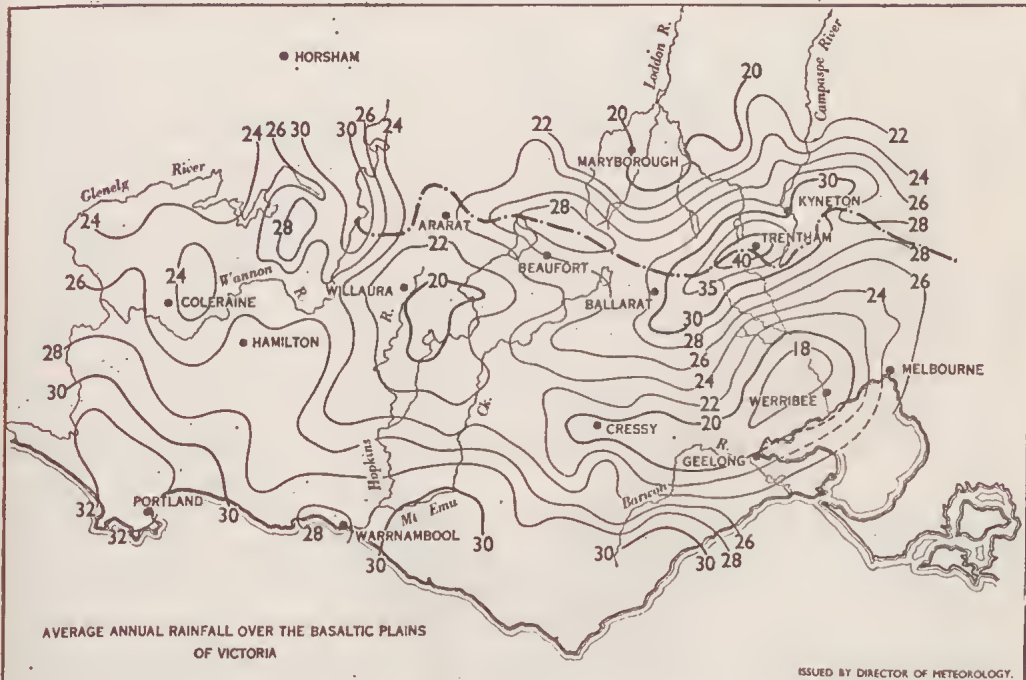 HORSHAM
Loddon R.
Campaspe River
20
20
26
26 30
30
24
24
22
22
MARYBOROUGH
Glenelg River
24
24
30
KYNETON
26
28
ARARAT
28
28
TRENTHAM
28
22
40
BEAUFORT
26
Wannon R.
24
WILLAURA
20
35
24
26
COLERAINE
R.
BALLARAT
30
HAMILTON
28
18
28
26
MELBOURNE
30
24
WERRIBEE
22
Ck.
20
CRESSY
R.
GEELONG
Hopkins
Barwon
PORTLAND
Mt Emu
32
30
28
WARRNAMBOOL
30
26
32
30
30
30
28
AVERAGE ANNUAL RAINFALL OVER THE BASALTIC PLAINS
OF VICTORIA
ISSUED BY DIRECTOR OF METEOROLOGY.